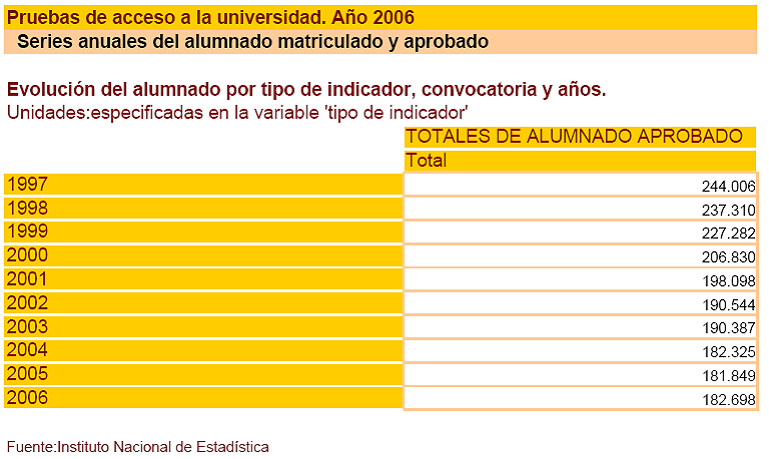 Pruebas de acceso a la universidad. Año 2006
Series anuales del alumnado matriculado y aprobado
Evolución del alumnado por tipo de indicador, convocatoria y años.
Unidades:especificadas en la variable 'tipo de indicador'
TOTALES DE ALUMNADO APROBADO
Total
1997 244.006
1998 237.310
1999 227.282
2000 206.830
2001 198.098
2002 190.544
2003 190.387
2004 182.325
2005 181.849
2006 182.698
Fuente:Instituto Nacional de Estadística